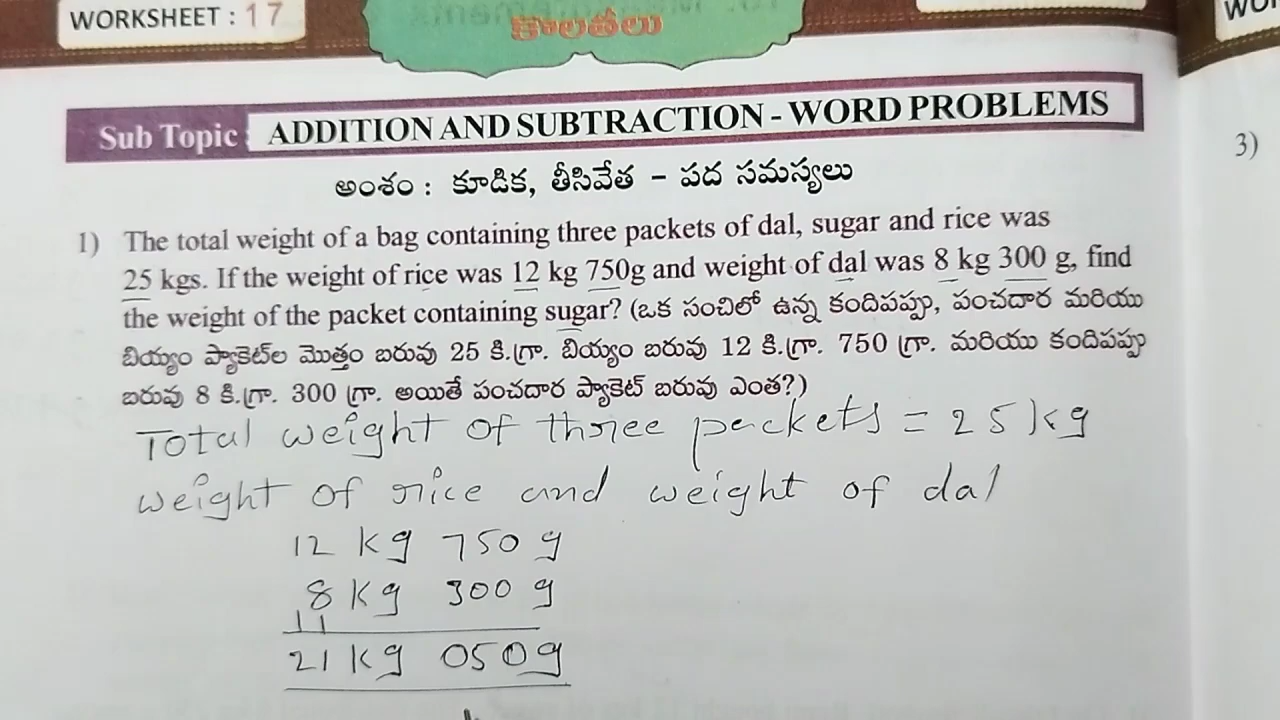 WORKSHEET : 17
కొలతలు
Sub Topic : ADDITION AND SUBTRACTION - WORD PROBLEMS
అంశం : కూడిక, తీసివేత – పద సమస్యలు
3)
1) The total weight of a bag containing three packets of dal, sugar and rice was
25 kgs. If the weight of rice was 12 kg 750g and weight of dal was 8 kg 300 g, find
the weight of the packet containing sugar? (ఒక సంచిలో ఉన్న కందిపప్పు, పంచదార మరియు
బియ్యం ప్యాకెట్‌ల మొత్తం బరువు 25 కి.గ్రా. బియ్యం బరువు 12 కి.గ్రా. 750 గ్రా. మరియు కందిపప్పు
బరువు 8 కి.గ్రా. 300 గ్రా. అయితే పంచదార ప్యాకెట్ బరువు ఎంత?)
Total weight of three packets = 25 kg
weight of rice and weight of dal
12 kg 750 g
8 kg 300 g
1 1
21 kg 050 g